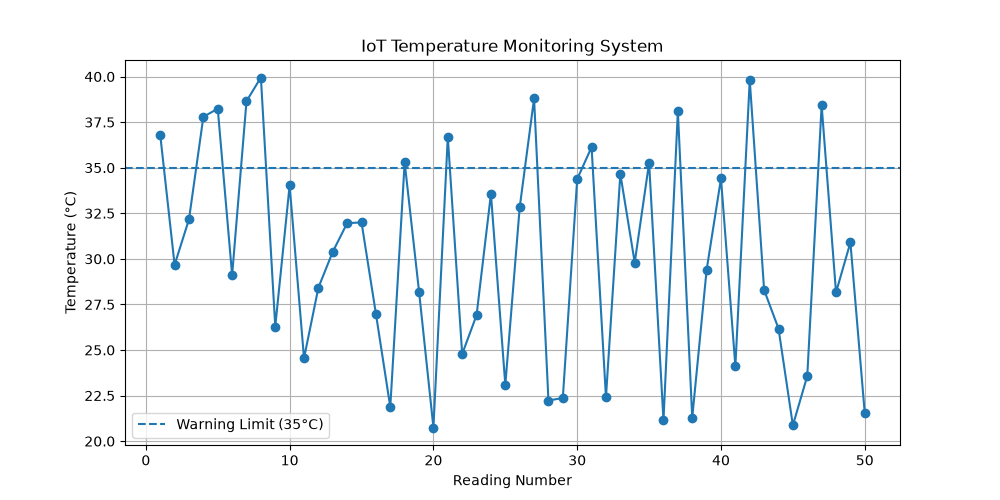 IoT Temperature Monitoring System
40.0
37.5
35.0
32.5
30.0
27.5
25.0
22.5
20.0
Temperature (°C)
Warning Limit (35°C)
0 10 20 30 40 50
Reading Number